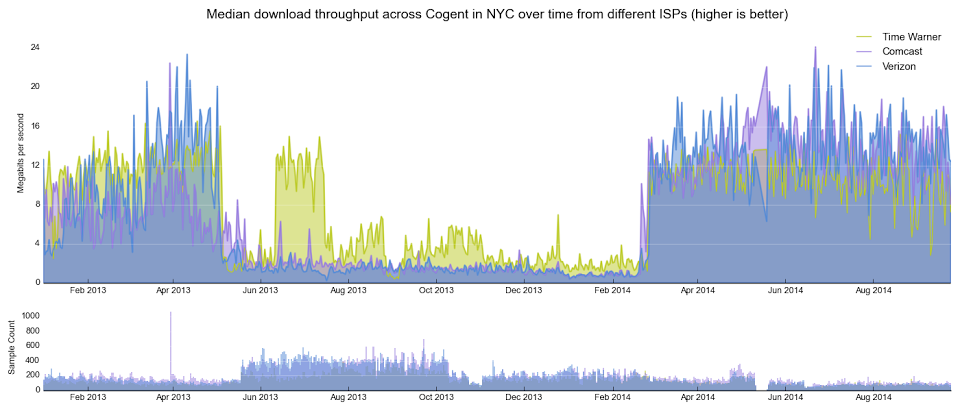 Median download throughput across Cogent in NYC over time from different ISPs (higher is better)
Time Warner
Comcast
Verizon
Megabits per second
24
20
16
12
8
4
0
Feb 2013 Apr 2013 Jun 2013 Aug 2013 Oct 2013 Dec 2013 Feb 2014 Apr 2014 Jun 2014 Aug 2014
Sample Count
1000
800
600
400
200
0
Feb 2013 Apr 2013 Jun 2013 Aug 2013 Oct 2013 Dec 2013 Feb 2014 Apr 2014 Jun 2014 Aug 2014